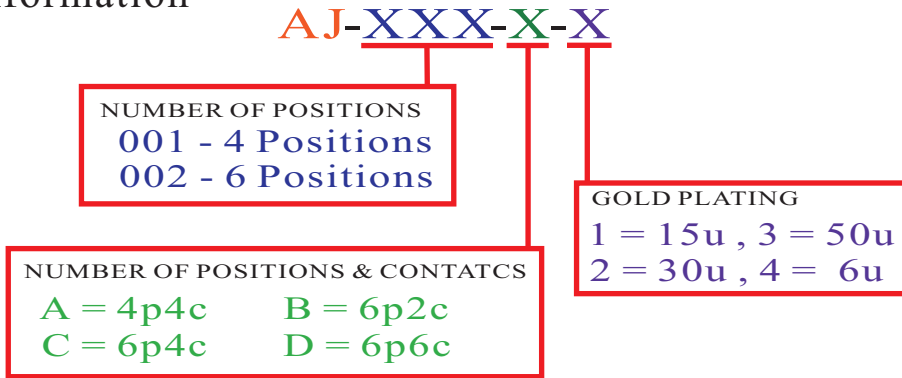 AJ-XXX-X-X
NUMBER OF POSITIONS
001 - 4 Positions
002 - 6 Positions
GOLD PLATING
1 = 15u , 3 = 50u
2 = 30u , 4 = 6u
NUMBER OF POSITIONS & CONTATCS
A = 4p4c B = 6p2c
C = 6p4c D = 6p6c